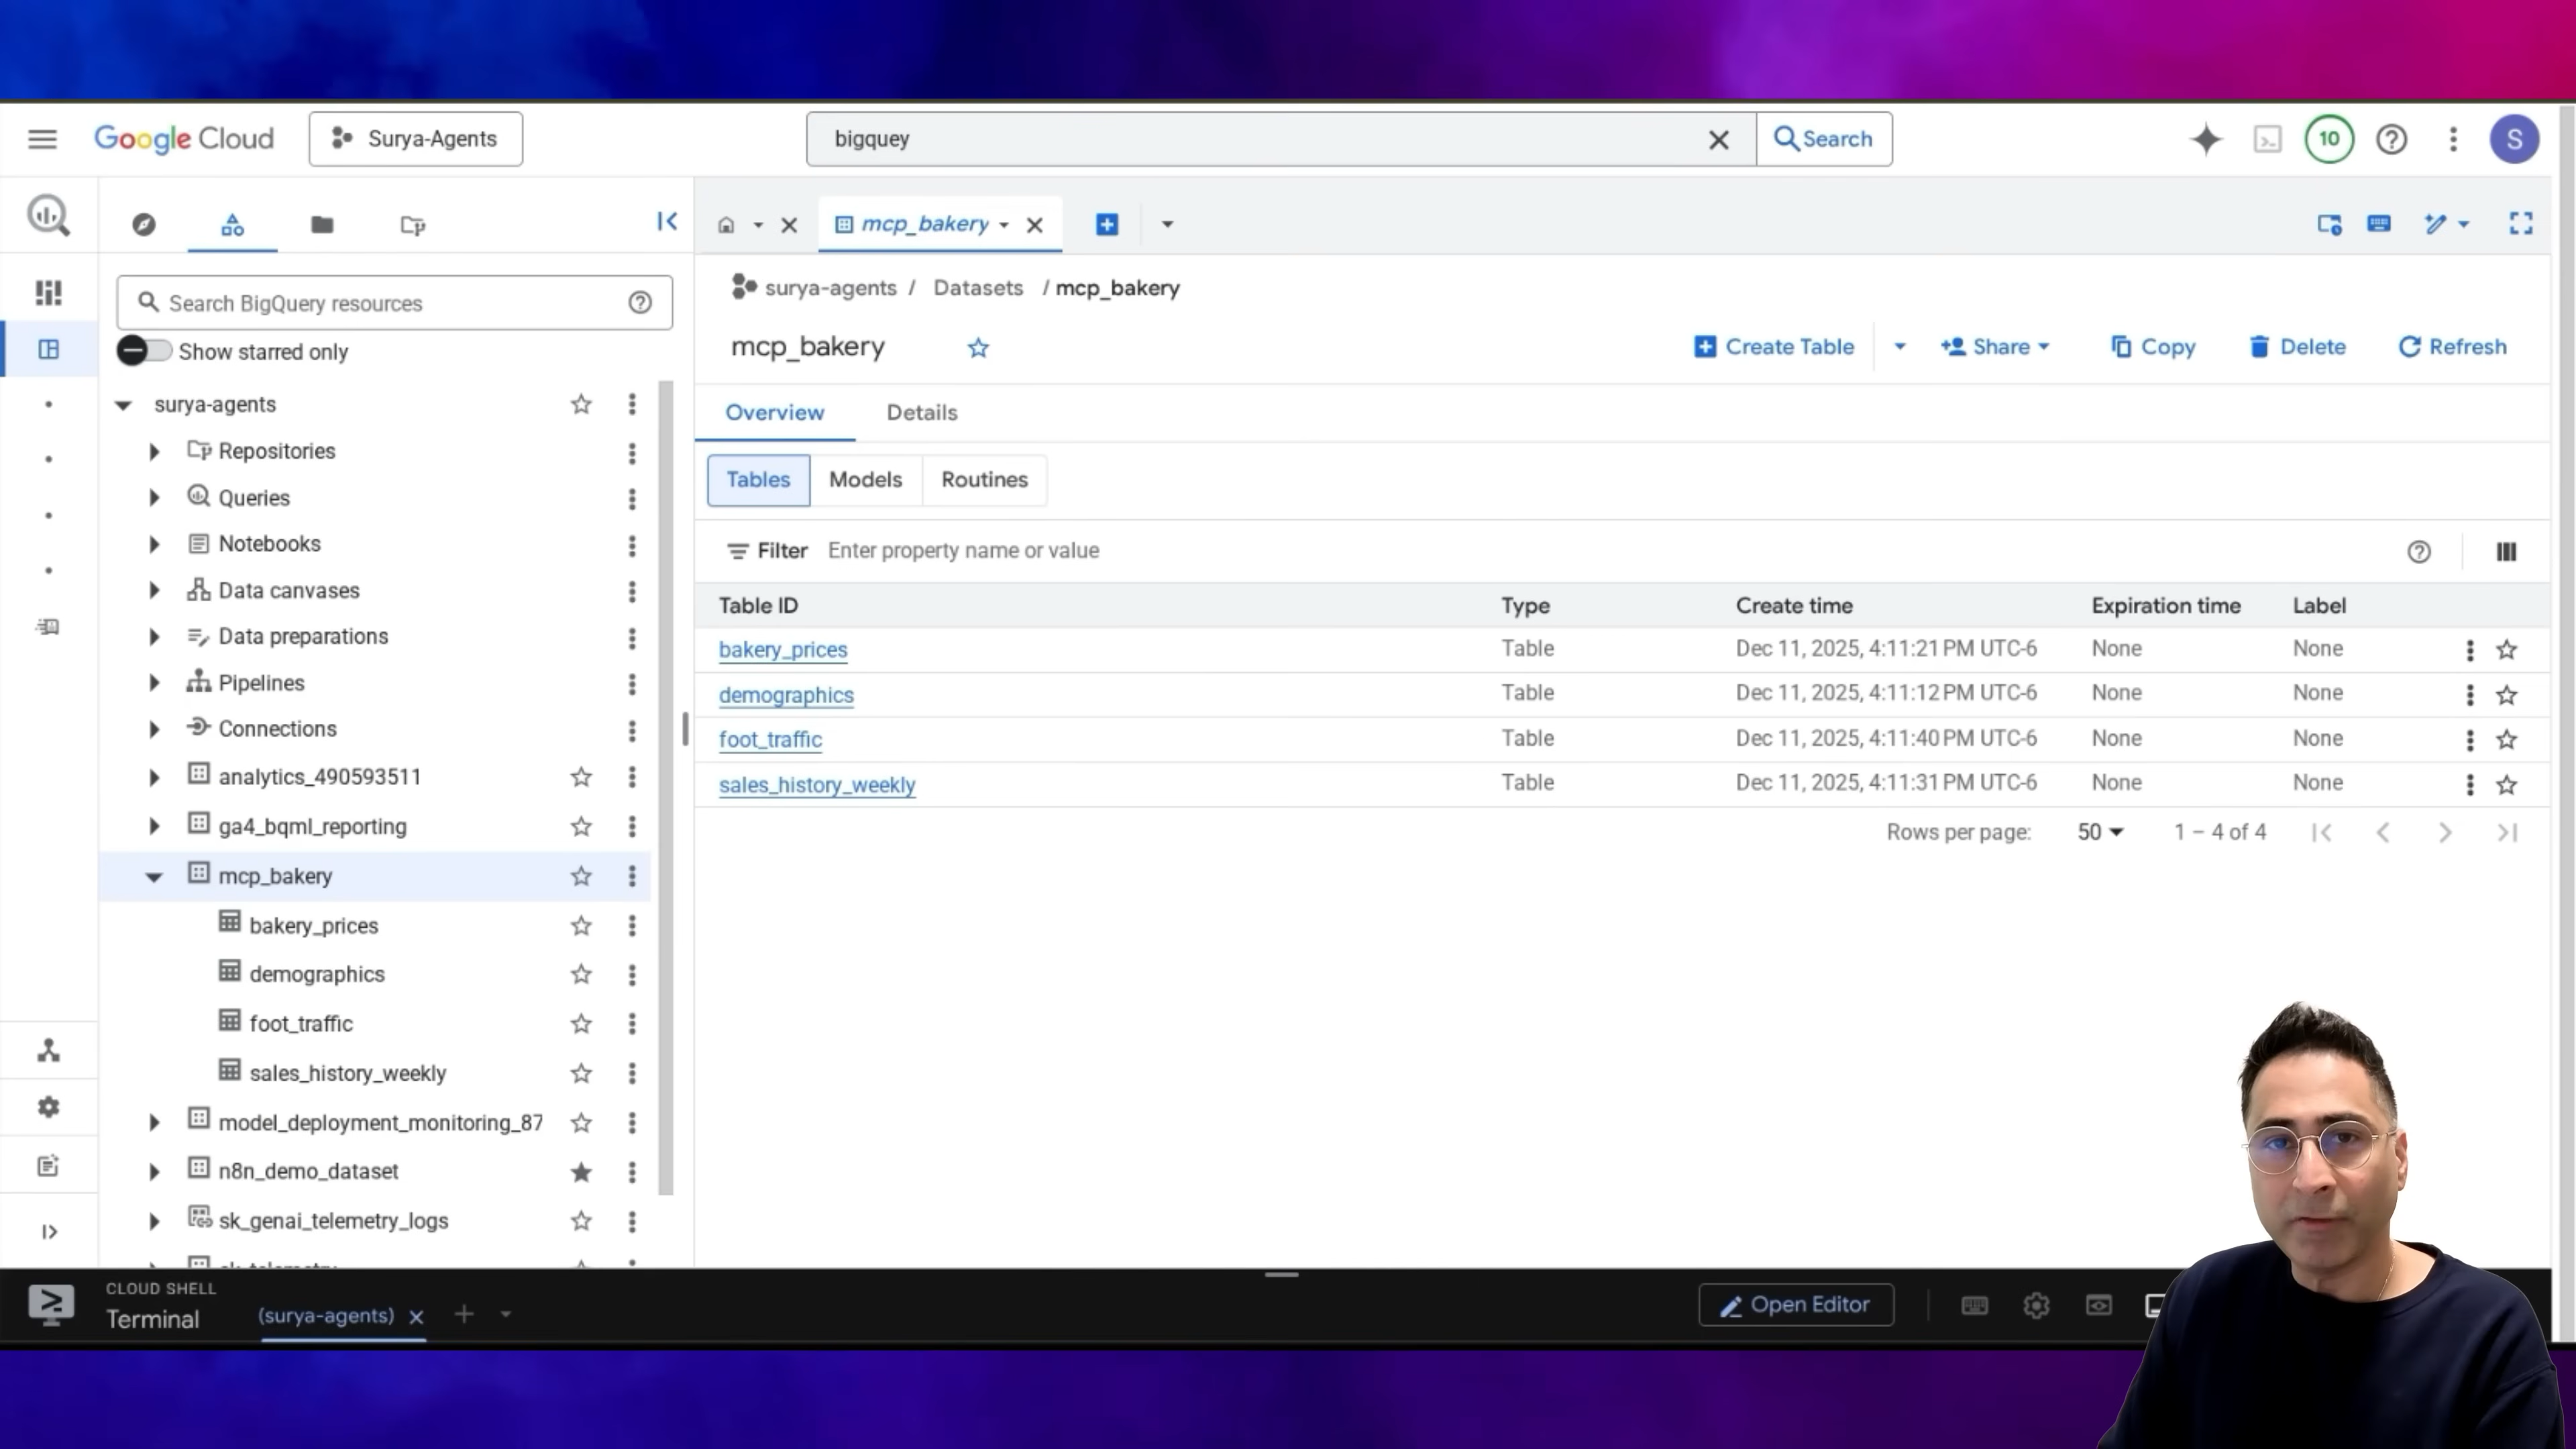 Google Cloud
Surya-Agents
bigquey
Search
10
S
mcp_bakery
Search BigQuery resources
Show starred only
surya-agents
Repositories
Queries
Notebooks
Data canvases
Data preparations
Pipelines
Connections
analytics_490593511
ga4_bqml_reporting
mcp_bakery
bakery_prices
demographics
foot_traffic
sales_history_weekly
model_deployment_monitoring_87
n8n_demo_dataset
sk_genai_telemetry_logs
surya-agents / Datasets / mcp_bakery
mcp_bakery
Create Table
Share
Copy
Delete
Refresh
Overview Details
Tables Models Routines
Filter Enter property name or value
Table ID Type Create time Expiration time Label
bakery_prices Table Dec 11, 2025, 4:11:21 PM UTC-6 None None
demographics Table Dec 11, 2025, 4:11:12 PM UTC-6 None None
foot_traffic Table Dec 11, 2025, 4:11:40 PM UTC-6 None None
sales_history_weekly Table Dec 11, 2025, 4:11:31 PM UTC-6 None None
Rows per page: 50 1 – 4 of 4
CLOUD SHELL
Terminal
(surya-agents)
Open Editor